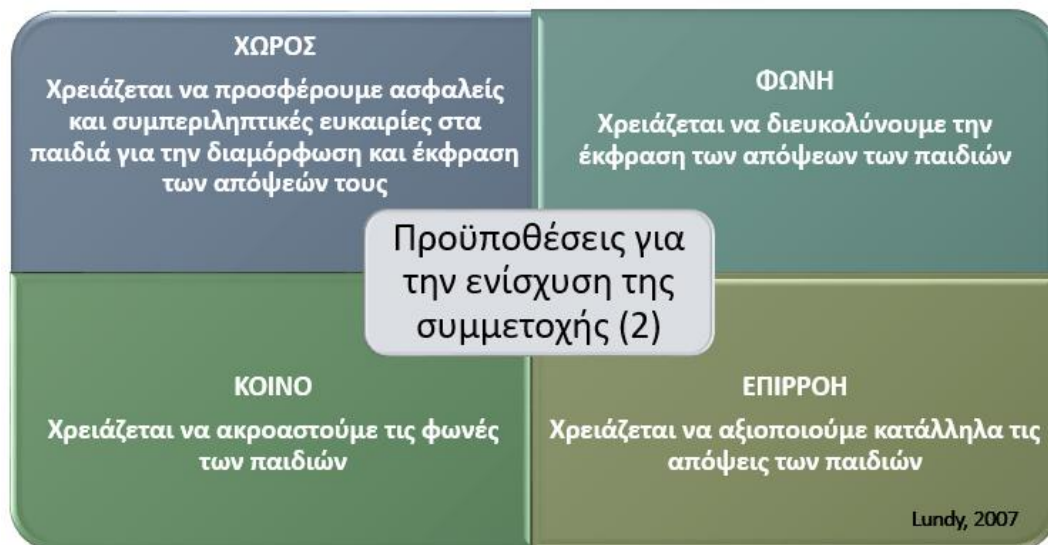 ΧΩΡΟΣ
Χρειάζεται να προσφέρουμε ασφαλείς
και συμπεριληπτικές ευκαιρίες στα
παιδιά για την διαμόρφωση και έκφραση
των απόψεών τους
ΦΩΝΗ
Χρειάζεται να διευκολύνουμε την
έκφραση των απόψεων των παιδιών
Προϋποθέσεις για
την ενίσχυση της
συμμετοχής (2)
ΚΟΙΝΟ
Χρειάζεται να ακροαστούμε τις φωνές
των παιδιών
ΕΠΙΡΡΟΗ
Χρειάζεται να αξιοποιούμε κατάλληλα τις
απόψεις των παιδιών
Lundy, 2007